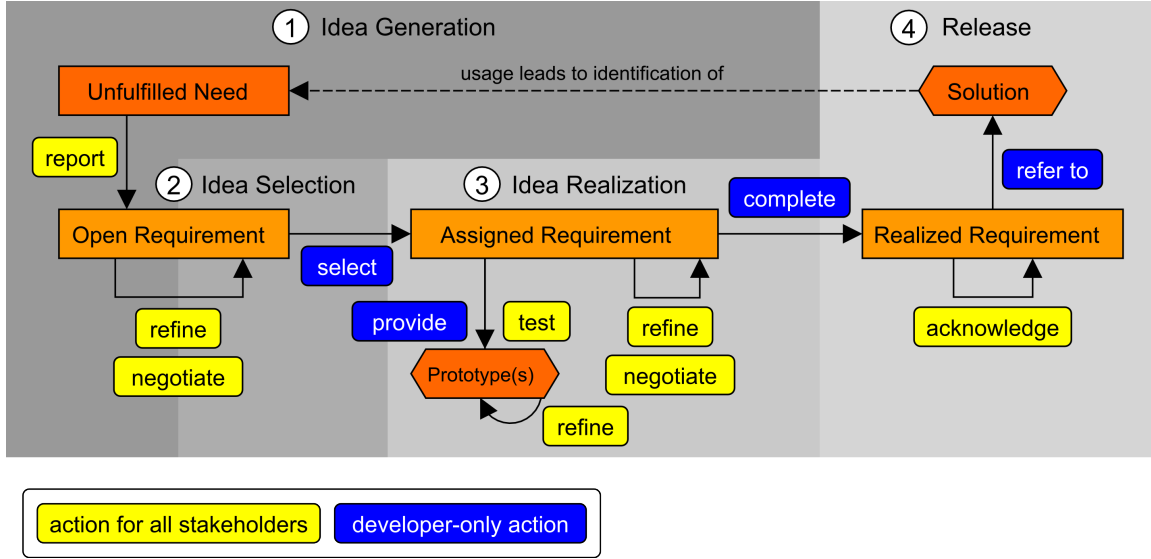 1 Idea Generation
4 Release
usage leads to identification of
Unfulfilled Need
Solution
report
refer to
2 Idea Selection
3 Idea Realization
complete
Open Requirement
Assigned Requirement
Realized Requirement
select
provide
test
refine
negotiate
refine
negotiate
acknowledge
Prototype(s)
refine
action for all stakeholders
developer-only action